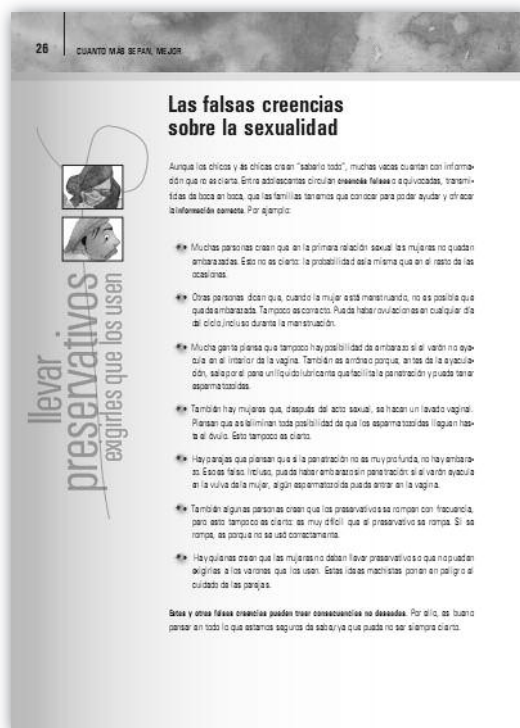 26
CUANTO MÁS SEPAN, MEJOR
Las falsas creencias
sobre la sexualidad
Aunque los chicos y las chicas creen “saberlo todo”, muchas veces cuentan con informa-
ción que no es cierta. Entre adolescentes circulan creencias falsas o equivocadas, transmi-
tidas de boca en boca, que las familias tenemos que conocer para poder ayudar y ofrecer
la información correcta. Por ejemplo:
Muchas personas creen que en la primera relación sexual las mujeres no quedan
embarazadas. Esto no es cierto: la probabilidad es la misma que en el resto de las
ocasiones.
Otras personas dicen que, cuando la mujer está menstruando, no es posible que
quede embarazada. Tampoco es correcto. Puede haber ovulaciones en cualquier día
del ciclo, incluso durante la menstruación.
Mucha gente piensa que tampoco hay posibilidad de embarazo si el varón no eya-
cula en el interior de la vagina. También es erróneo porque, antes de la eyacula-
ción, sale por el pene un líquido lubricante que facilita la penetración y puede tener
espermatozoides.
También hay mujeres que, después del acto sexual, se hacen un lavado vaginal.
Piensan que así eliminan toda posibilidad de que los espermatozoides lleguen has-
ta el óvulo. Esto tampoco es cierto.
Hay parejas que piensan que si la penetración no es muy profunda, no hay embara-
zo. Eso es falso. Incluso, puede haber embarazo sin penetración: si el varón eyacula
en la vulva de la mujer, algún espermatozoide puede entrar en la vagina.
También algunas personas creen que los preservativos se rompen con frecuencia,
pero esto tampoco es cierto: es muy difícil que el preservativo se rompa. Si se
rompe, es porque no se usó correctamente.
Hay quienes creen que las mujeres no deben llevar preservativos o que no pueden
exigirles a los varones que los usen. Estas ideas machistas ponen en peligro el
cuidado de las parejas.
Estas y otras falsas creencias pueden traer consecuencias no deseadas. Por ello, es bueno
pensar en todo lo que estamos seguros de saber, ya que puede no ser siempre cierto.
llevar
preservativos
exigirles que los usen